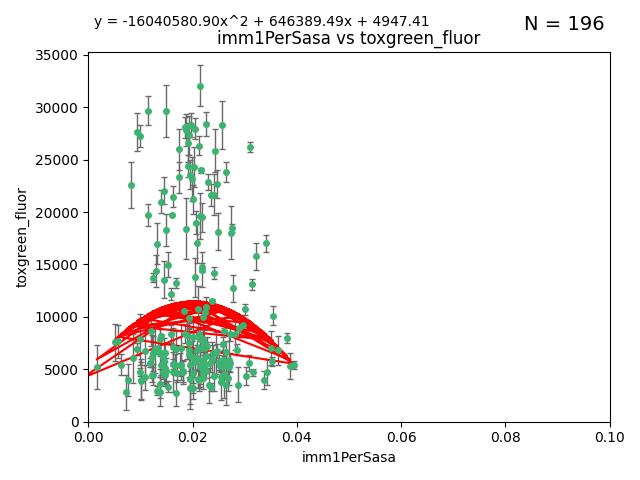 y = -16040580.90x^2 + 646389.49x + 4947.41
N = 196
imm1PerSasa vs toxgreen_fluor
35000
30000
25000
20000
15000
10000
5000
0
toxgreen_fluor
0.00 0.02 0.04 0.06 0.08 0.10
imm1PerSasa